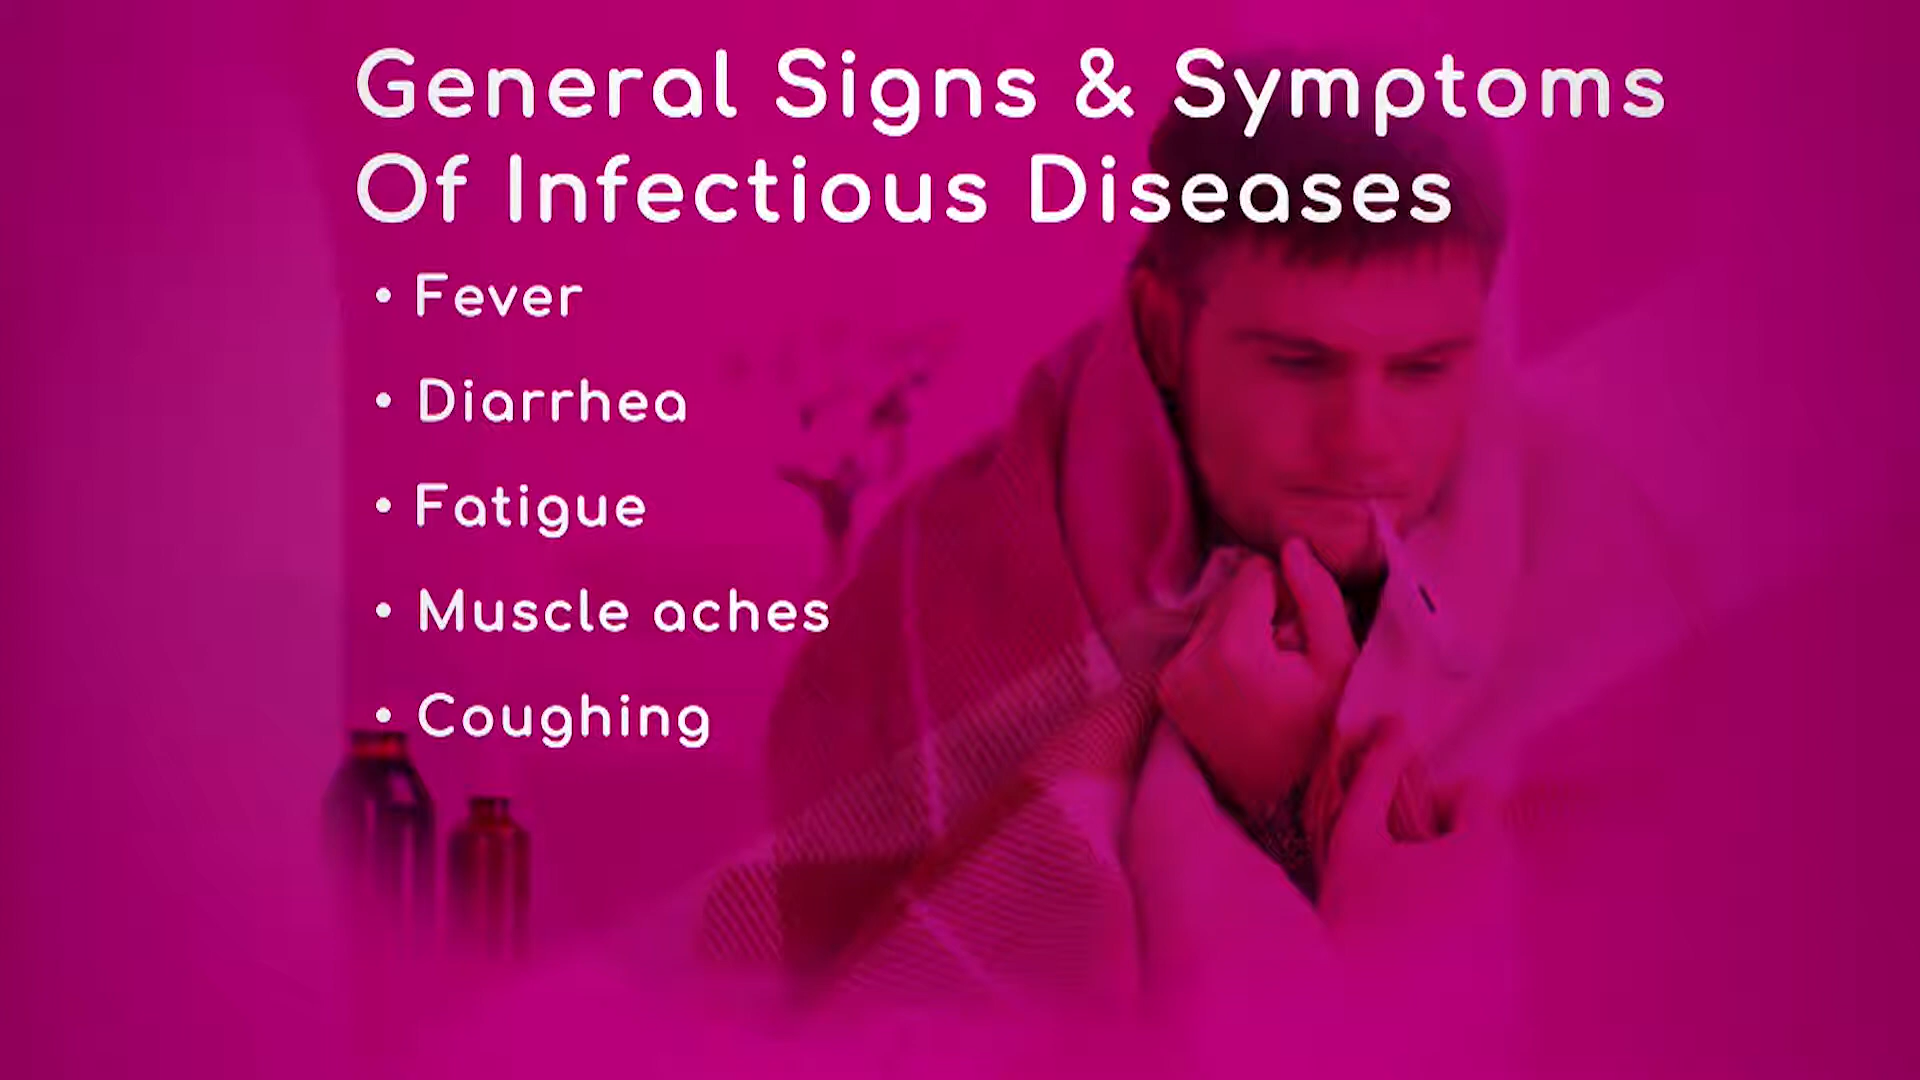 General Signs & Symptoms
Of Infectious Diseases
• Fever
• Diarrhea
• Fatigue
• Muscle aches
• Coughing